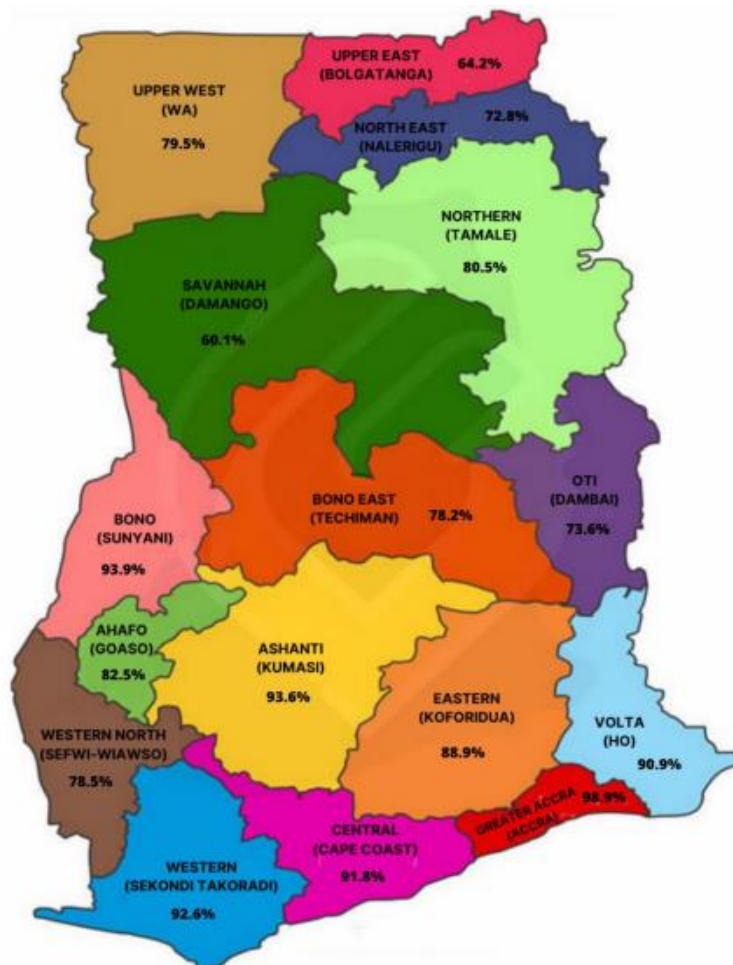 UPPER EAST
(BOLGATANGA)
64.2%
UPPER WEST
(WA)
79.5%
72.8%
NORTH EAST
(NALERIGU)
NORTHERN
(TAMALE)
80.5%
SAVANNAH
(DAMANGO)
60.1%
OTI
(DAMBAI)
73.6%
BONO EAST
(TECHIMAN)
78.2%
BONO
(SUNYANI)
93.9%
AHAFO
(GOASO)
82.5%
ASHANTI
(KUMASI)
93.6%
EASTERN
(KOFORIDUA)
88.9%
VOLTA
(HO)
90.9%
WESTERN NORTH
(SEFWI-WIAWSO)
78.5%
GREATER ACCRA
(ACCRA)
98.9%
CENTRAL
(CAPE COAST)
91.8%
WESTERN
(SEKONDI TAKORADI)
92.6%